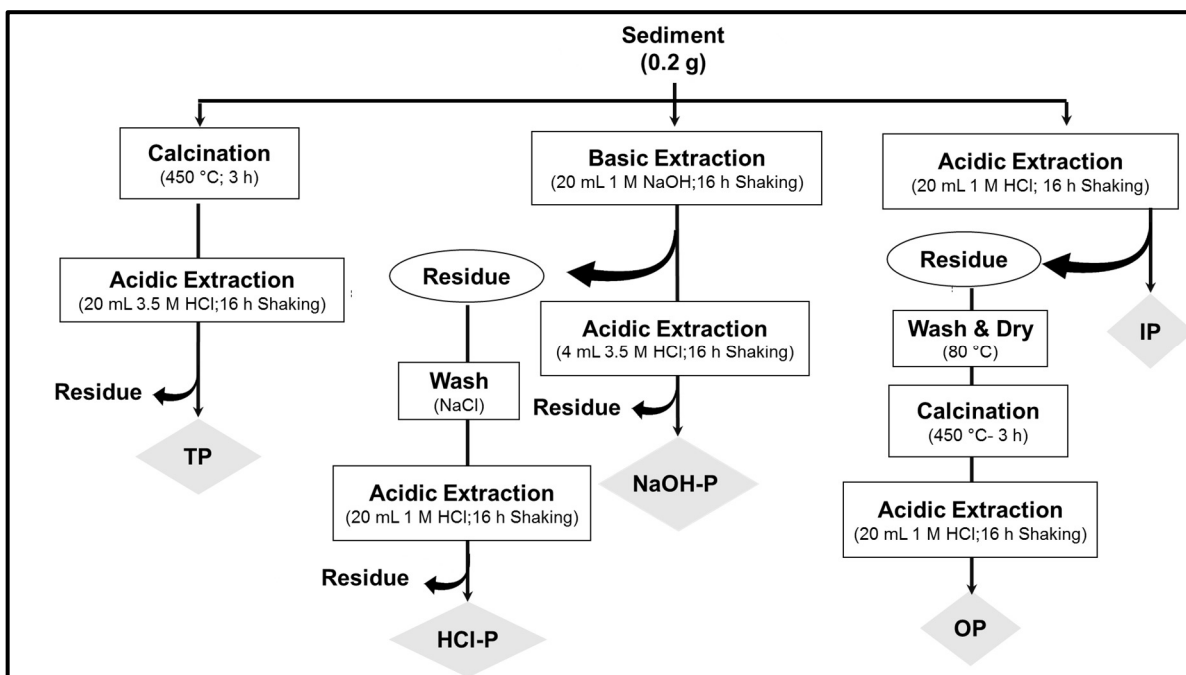 Sediment
(0.2 g)
Calcination
(450 °C; 3 h)
Acidic Extraction
(20 mL 3.5 M HCl;16 h Shaking)
Residue
TP
Basic Extraction
(20 mL 1 M NaOH;16 h Shaking)
Residue
Wash
(NaCl)
Acidic Extraction
(20 mL 1 M HCl;16 h Shaking)
Residue
HCl-P
Acidic Extraction
(4 mL 3.5 M HCl;16 h Shaking)
Residue
NaOH-P
Acidic Extraction
(20 mL 1 M HCl; 16 h Shaking)
Residue
IP
Wash & Dry
(80 °C)
Calcination
(450 °C- 3 h)
Acidic Extraction
(20 mL 1 M HCl;16 h Shaking)
OP